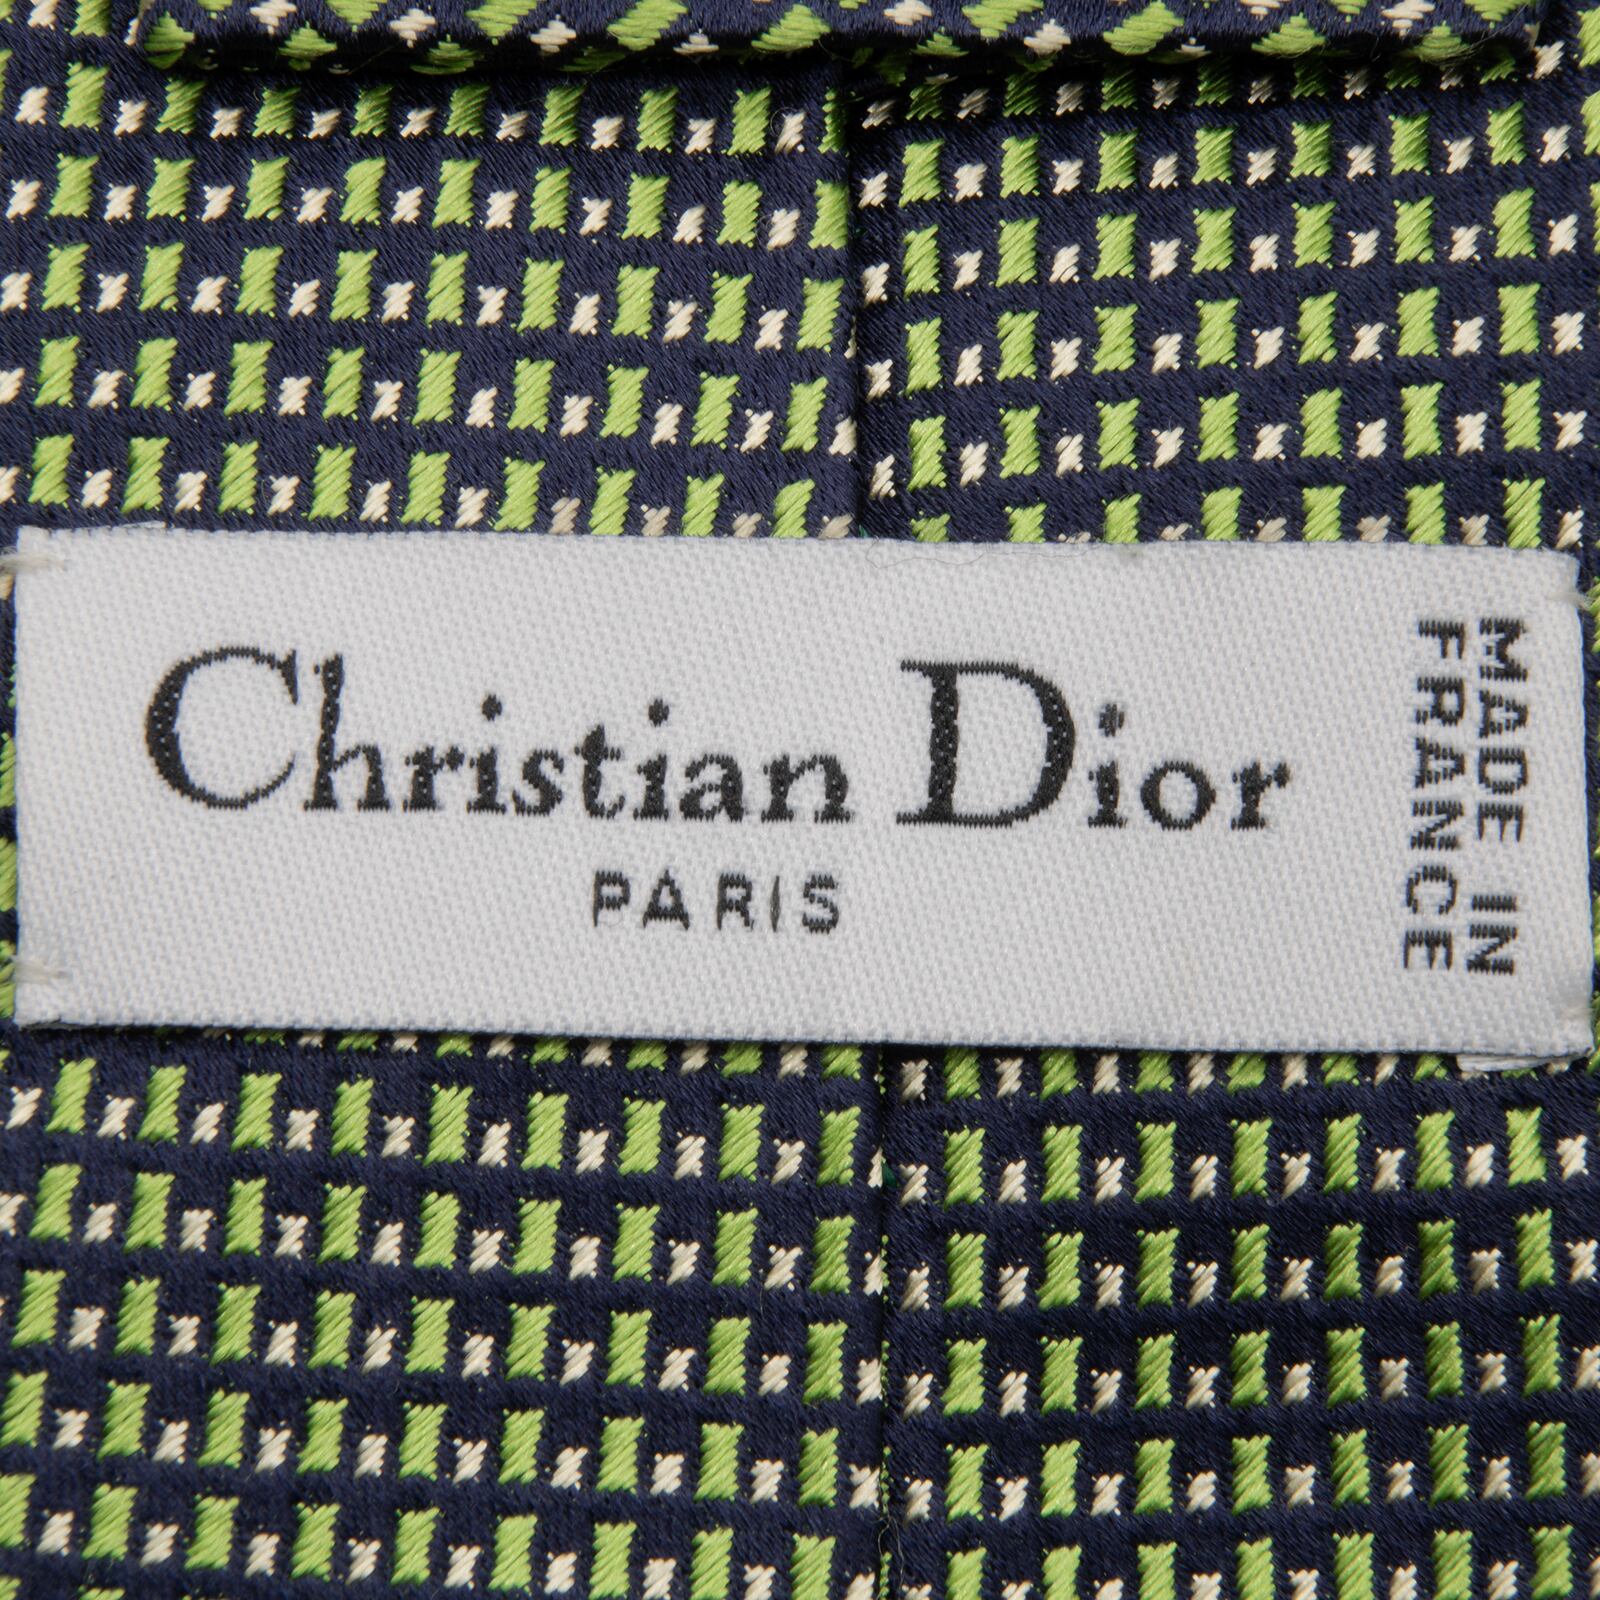 Christian Dior
PARIS
MADE IN
FRANCE